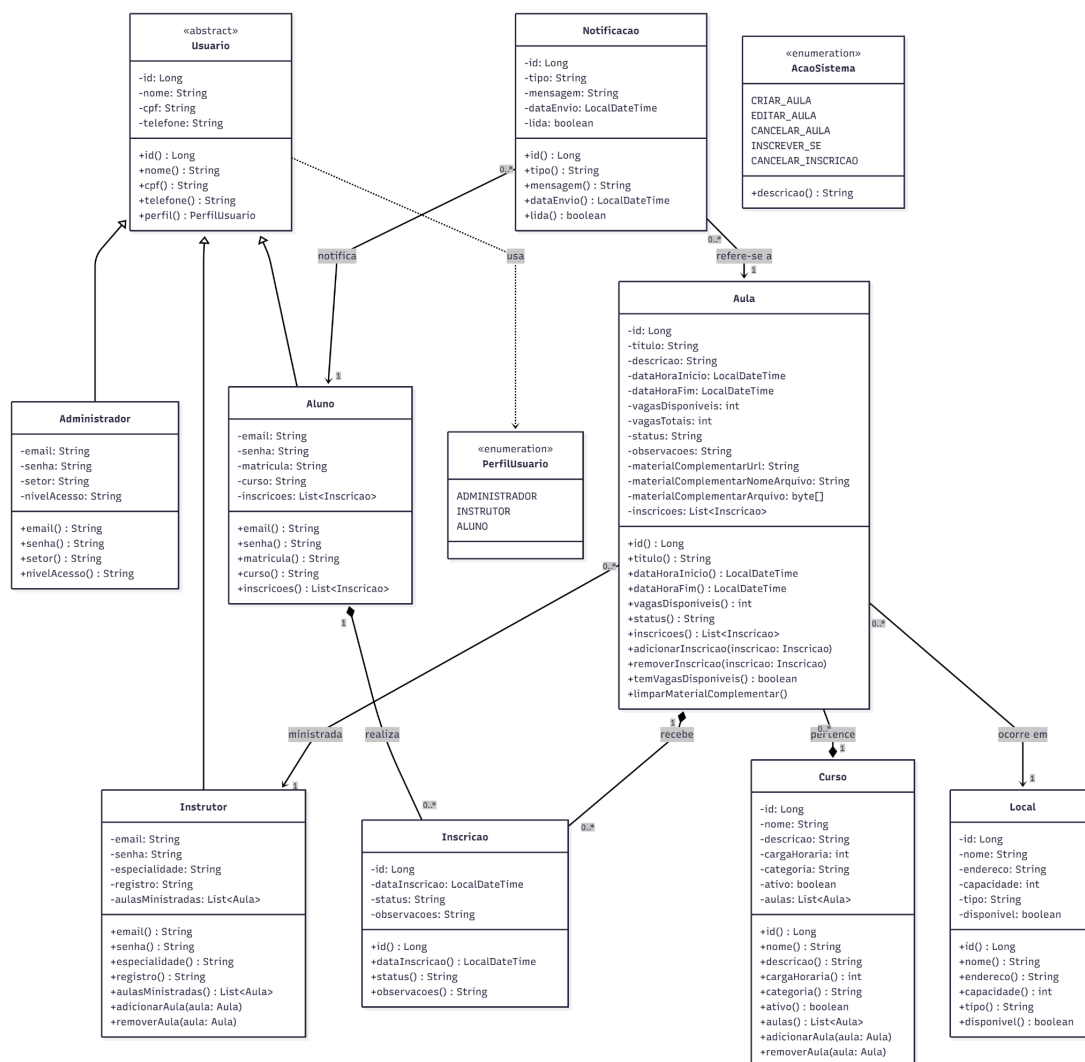 «abstract»
Usuario
-id: Long
-nome: String
-cpf: String
-telefone: String
+id() : Long
+nome() : String
+cpf() : String
+telefone() : String
+perfil() : PerfilUsuario
Notificacao
-id: Long
-tipo: String
-mensagem: String
-dataEnvio: LocalDateTime
-lida: boolean
+id() : Long
+tipo() : String
+mensagem() : String
+dataEnvio() : LocalDateTime
+lida() : boolean
«enumeration»
AcaoSistema
CRIAR_AULA
EDITAR_AULA
CANCELAR_AULA
INSCREVER_SE
CANCELAR_INSCRICAO
+descricao() : String
0..*
0..*
notifica
usa
refere-se a
1
1
Aula
-id: Long
-titulo: String
-descricao: String
-dataHoraInicio: LocalDateTime
-dataHoraFim: LocalDateTime
-vagasDisponiveis: int
-vagasTotais: int
-status: String
-observacoes: String
-materialComplementarUrl: String
-materialComplementarNomeArquivo: String
-materialComplementarArquivo: byte[]
-inscricoes: List<Inscricao>
+id() : Long
+titulo() : String
+dataHoraInicio() : LocalDateTime
+dataHoraFim() : LocalDateTime
+vagasDisponiveis() : int
+status() : String
+inscricoes() : List<Inscricao>
+adicionarInscricao(inscricao: Inscricao)
+removerInscricao(inscricao: Inscricao)
+temVagasDisponiveis() : boolean
+limparMaterialComplementar()
Administrador
-email: String
-senha: String
-setor: String
-nivelAcesso: String
+email() : String
+senha() : String
+setor() : String
+nivelAcesso() : String
Aluno
-email: String
-senha: String
-matricula: String
-curso: String
-inscricoes: List<Inscricao>
+email() : String
+senha() : String
+matricula() : String
+curso() : String
+inscricoes() : List<Inscricao>
«enumeration»
PerfilUsuario
ADMINISTRADOR
INSTRUTOR
ALUNO
0..*
1
0..*
1
0..*
ministrada
realiza
recebe
pertence
ocorre em
1
1
1
0..*
0..*
Instrutor
-email: String
-senha: String
-especialidade: String
-registro: String
-aulasMinistradas: List<Aula>
+email() : String
+senha() : String
+especialidade() : String
+registro() : String
+aulasMinistradas() : List<Aula>
+adicionarAula(aula: Aula)
+removerAula(aula: Aula)
Inscricao
-id: Long
-dataInscricao: LocalDateTime
-status: String
-observacoes: String
+id() : Long
+dataInscricao() : LocalDateTime
+status() : String
+observacoes() : String
Curso
-id: Long
-nome: String
-descricao: String
-cargaHoraria: int
-categoria: String
-ativo: boolean
-aulas: List<Aula>
+id() : Long
+nome() : String
+descricao() : String
+cargaHoraria() : int
+categoria() : String
+ativo() : boolean
+aulas() : List<Aula>
+adicionarAula(aula: Aula)
+removerAula(aula: Aula)
Local
-id: Long
-nome: String
-endereco: String
-capacidade: int
-tipo: String
-disponivel: boolean
+id() : Long
+nome() : String
+endereco() : String
+capacidade() : int
+tipo() : String
+disponivel() : boolean